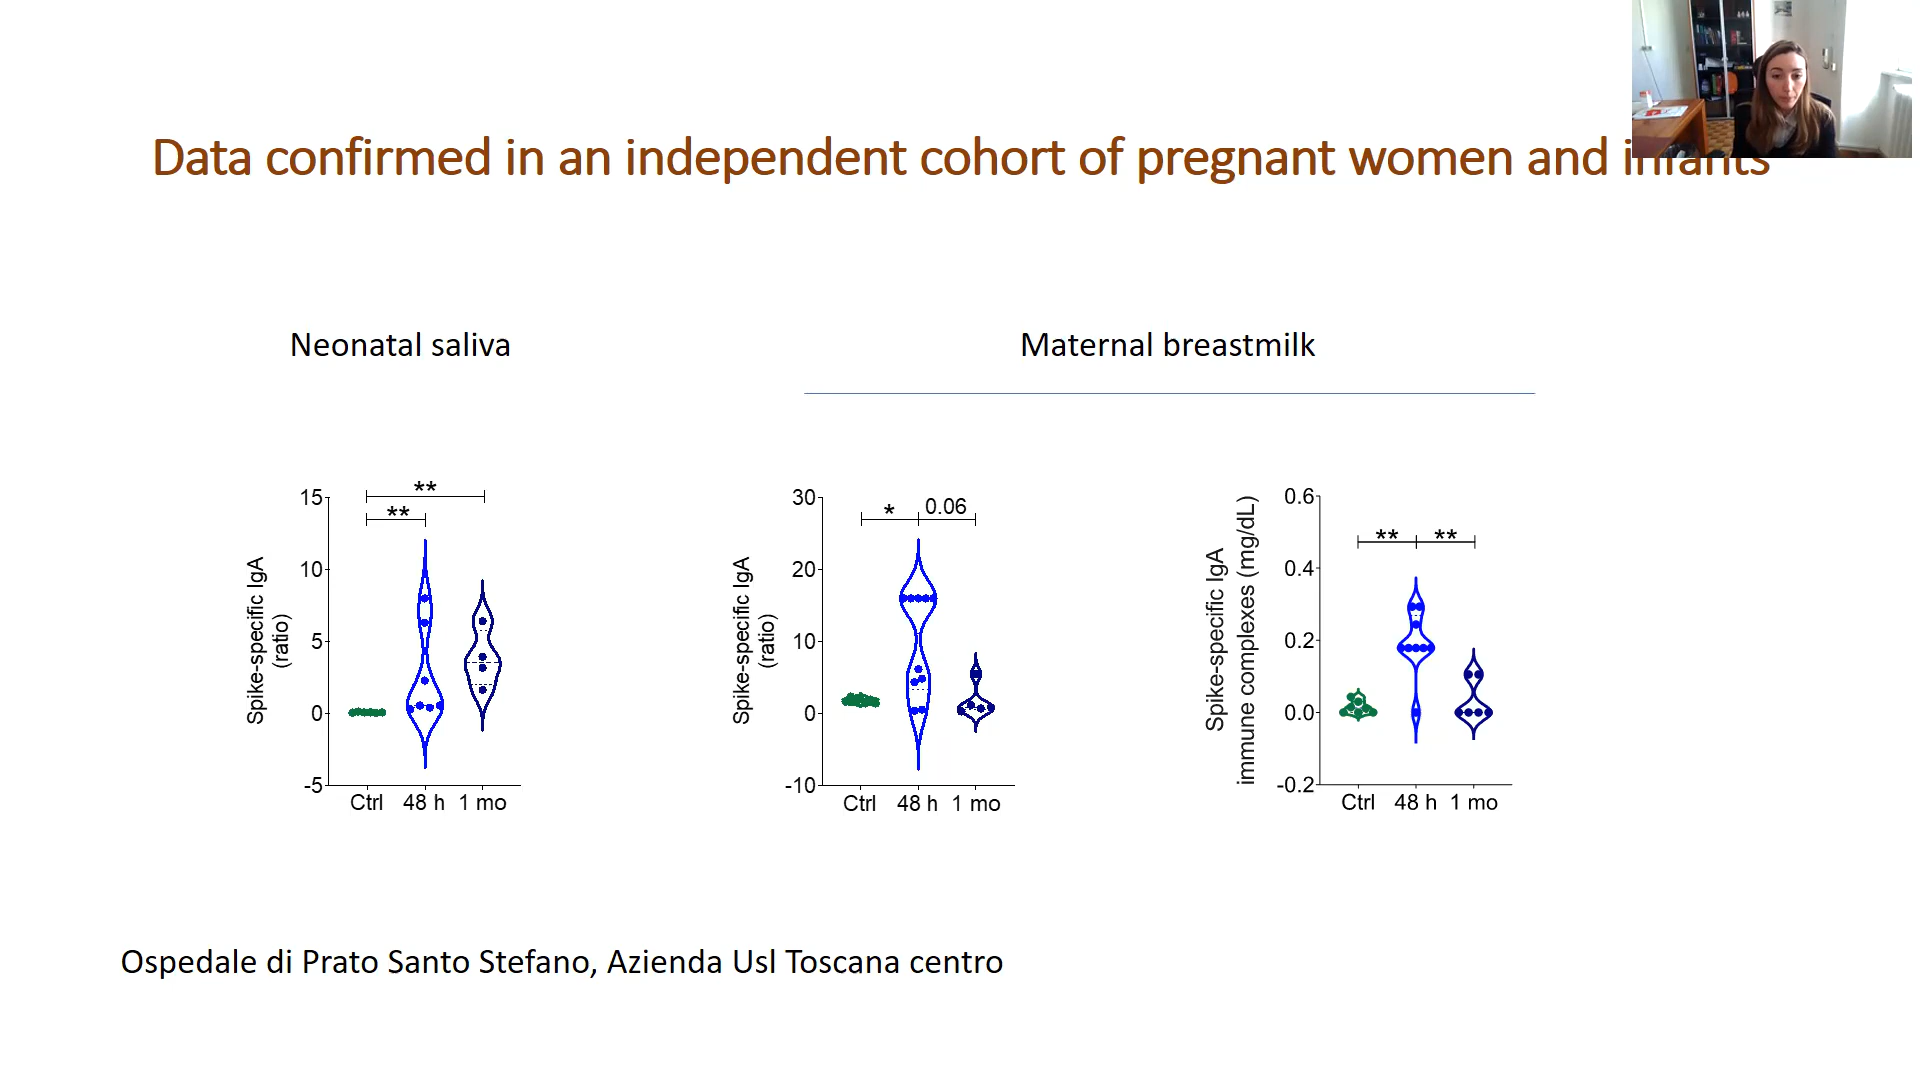 Data confirmed in an independent cohort of pregnant women and infants
Neonatal saliva
Maternal breastmilk
Spike-specific IgA
(ratio)
15
10
5
0
-5
**
**
Ctrl
48 h
1 mo
Spike-specific IgA
(ratio)
30
20
10
0
-10
*
0.06
Ctrl
48 h
1 mo
Spike-specific IgA
immune complexes (mg/dL)
0.6
0.4
0.2
0.0
-0.2
**
**
Ctrl
48 h
1 mo
Ospedale di Prato Santo Stefano, Azienda Usl Toscana centro